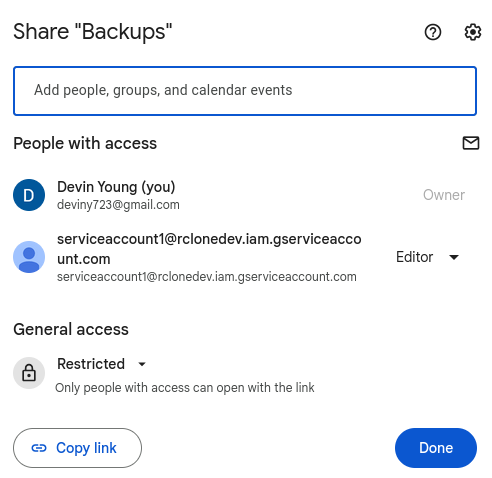 Share "Backups"
Add people, groups, and calendar events
People with access
D
Devin Young (you)
deviny723@gmail.com
Owner
serviceaccount1@rclonedev.iam.gserviceacco
unt.com
serviceaccount1@rclonedev.iam.gserviceaccount.com
Editor
General access
Restricted
Only people with access can open with the link
Copy link
Done